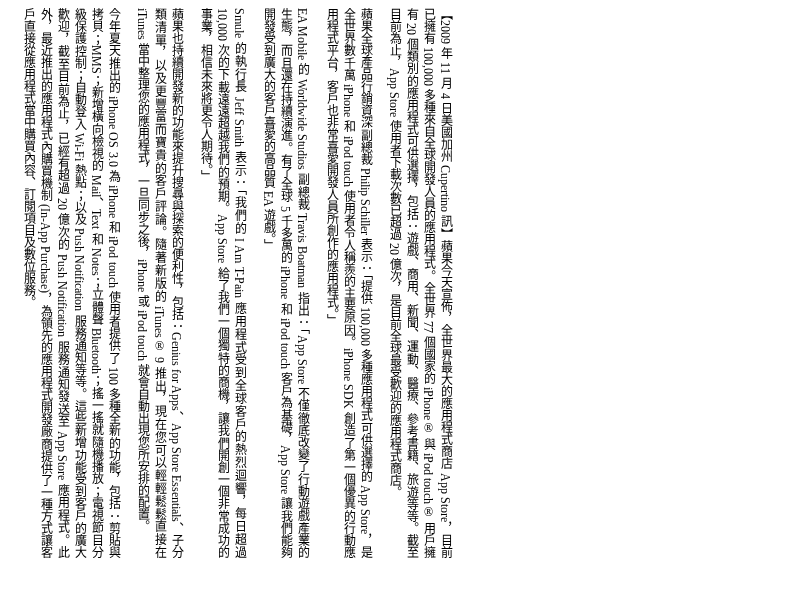 【2009 年 11 月 4 日美國加州 Cupertino 訊】蘋果今天宣佈，全世界最大的應用程式商店 App Store，目前
已擁有 100,000 多種來自全球開發人員的應用程式。全世界 77 個國家的 iPhone® 與 iPod touch® 用戶擁
有 20 個類別的應用程式可供選擇，包括：遊戲、商用、新聞、運動、醫療、參考書籍、旅遊等等。截至
目前為止，App Store 使用者下載次數已超過 20 億次，是目前全球最受歡迎的應用程式商店。
蘋果全球產品行銷資深副總裁 Philip Schiller 表示：「提供 100,000 多種應用程式可供選擇的 App Store，是
全世界數千萬 iPhone 和 iPod touch 使用者令人稱羨的主要原因。iPhone SDK 創造了第一個優異的行動應
用程式平台，客戶也非常喜愛開發人員所創作的應用程式。」
EA Mobile 的 Worldwide Studios 副總裁 Travis Boatman 指出：「App Store 不僅徹底改變了行動遊戲產業的
生態，而且還在持續演進。有了全球 5 千多萬的 iPhone 和 iPod touch 客戶為基礎，App Store 讓我們能夠
開發受到廣大的客戶喜愛的高品質 EA 遊戲。」
Smule 的執行長 Jeff Smith 表示：「我們的 I Am T-Pain 應用程式受到全球客戶的熱烈迴響，每日超過
10,000 次的下載遠遠超越我們的預期。App Store 給了我們一個獨特的商機，讓我們開創一個非常成功的
事業，相信未來將更令人期待。」
蘋果也持續開發新的功能來提升搜尋與探索的便利性，包括：Genius for Apps、App Store Essentials、子分
類清單，以及更豐富而寶貴的客戶評論。隨著新版的 iTunes® 9 推出，現在您可以輕輕鬆鬆直接在
iTunes 當中整理您的應用程式，一旦同步之後，iPhone 或 iPod touch 就會自動出現您所安排的配置。
今年夏天推出的 iPhone OS 3.0 為 iPhone 和 iPod touch 使用者提供了 100 多種全新的功能，包括：剪貼與
拷貝；MMS；新增橫向檢視的 Mail、Text 和 Notes；立體聲 Bluetooth；搖一搖就隨機播放；電視節目分
級保護控制；自動登入 Wi-Fi 熱點；以及 Push Notification 服務通知等等。這些新增功能受到客戶的廣大
歡迎，截至目前為止，已經有超過 20 億次的 Push Notification 服務通知發送至 App Store 應用程式。此
外，最近推出的應用程式內購買機制 (In-App Purchase)，為領先的應用程式開發廠商提供了一種方式讓客
戶直接從應用程式當中購買內容、訂閱項目及數位服務。